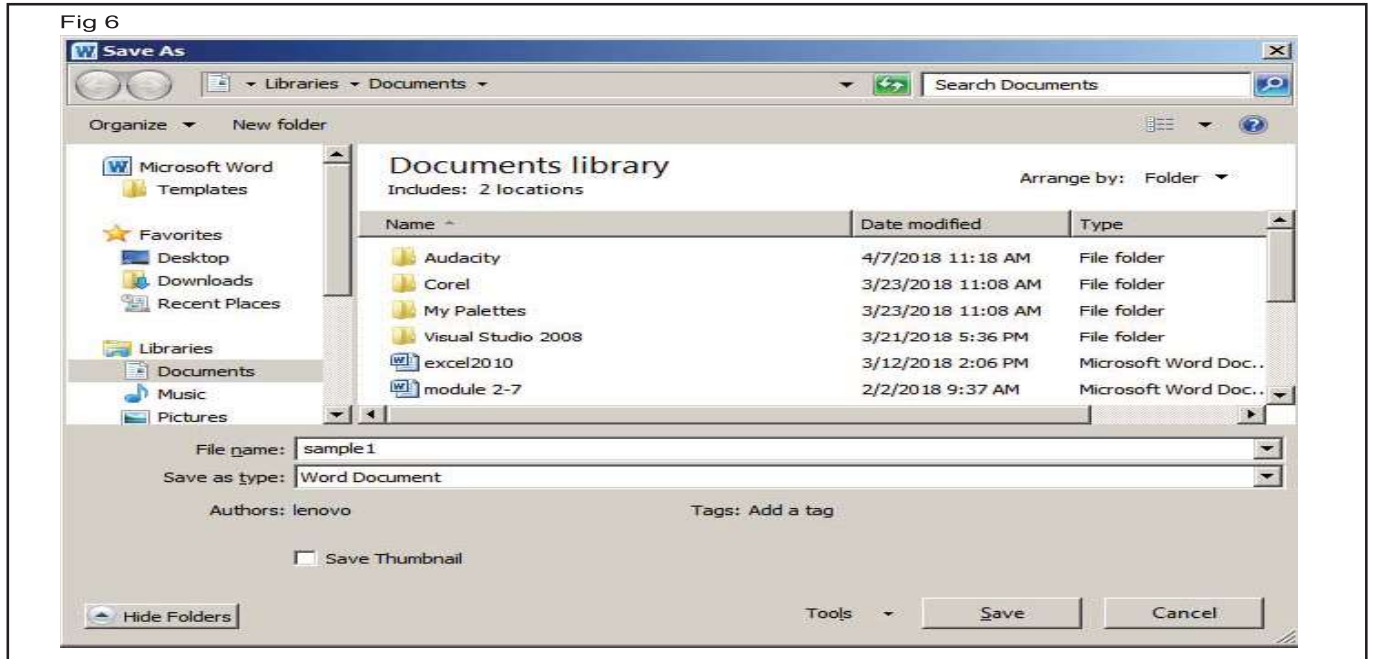 Fig 6
Save As
Libraries Documents
Search Documents
Organize New folder
Microsoft Word
Templates
Favorites
Desktop
Downloads
Recent Places
Libraries
Documents
Music
Pictures
Documents library
Includes: 2 locations
Arrange by: Folder
Name Date modified Type
Audacity 4/7/2018 11:18 AM File folder
Corel 3/23/2018 11:08 AM File folder
My Palettes 3/23/2018 11:08 AM File folder
Visual Studio 2008 3/21/2018 5:36 PM File folder
excel2010 3/12/2018 2:06 PM Microsoft Word Doc...
module 2-7 2/2/2018 9:37 AM Microsoft Word Doc...
File name: sample1
Save as type: Word Document
Authors: lenovo Tags: Add a tag
Save Thumbnail
Hide Folders Tools Save Cancel